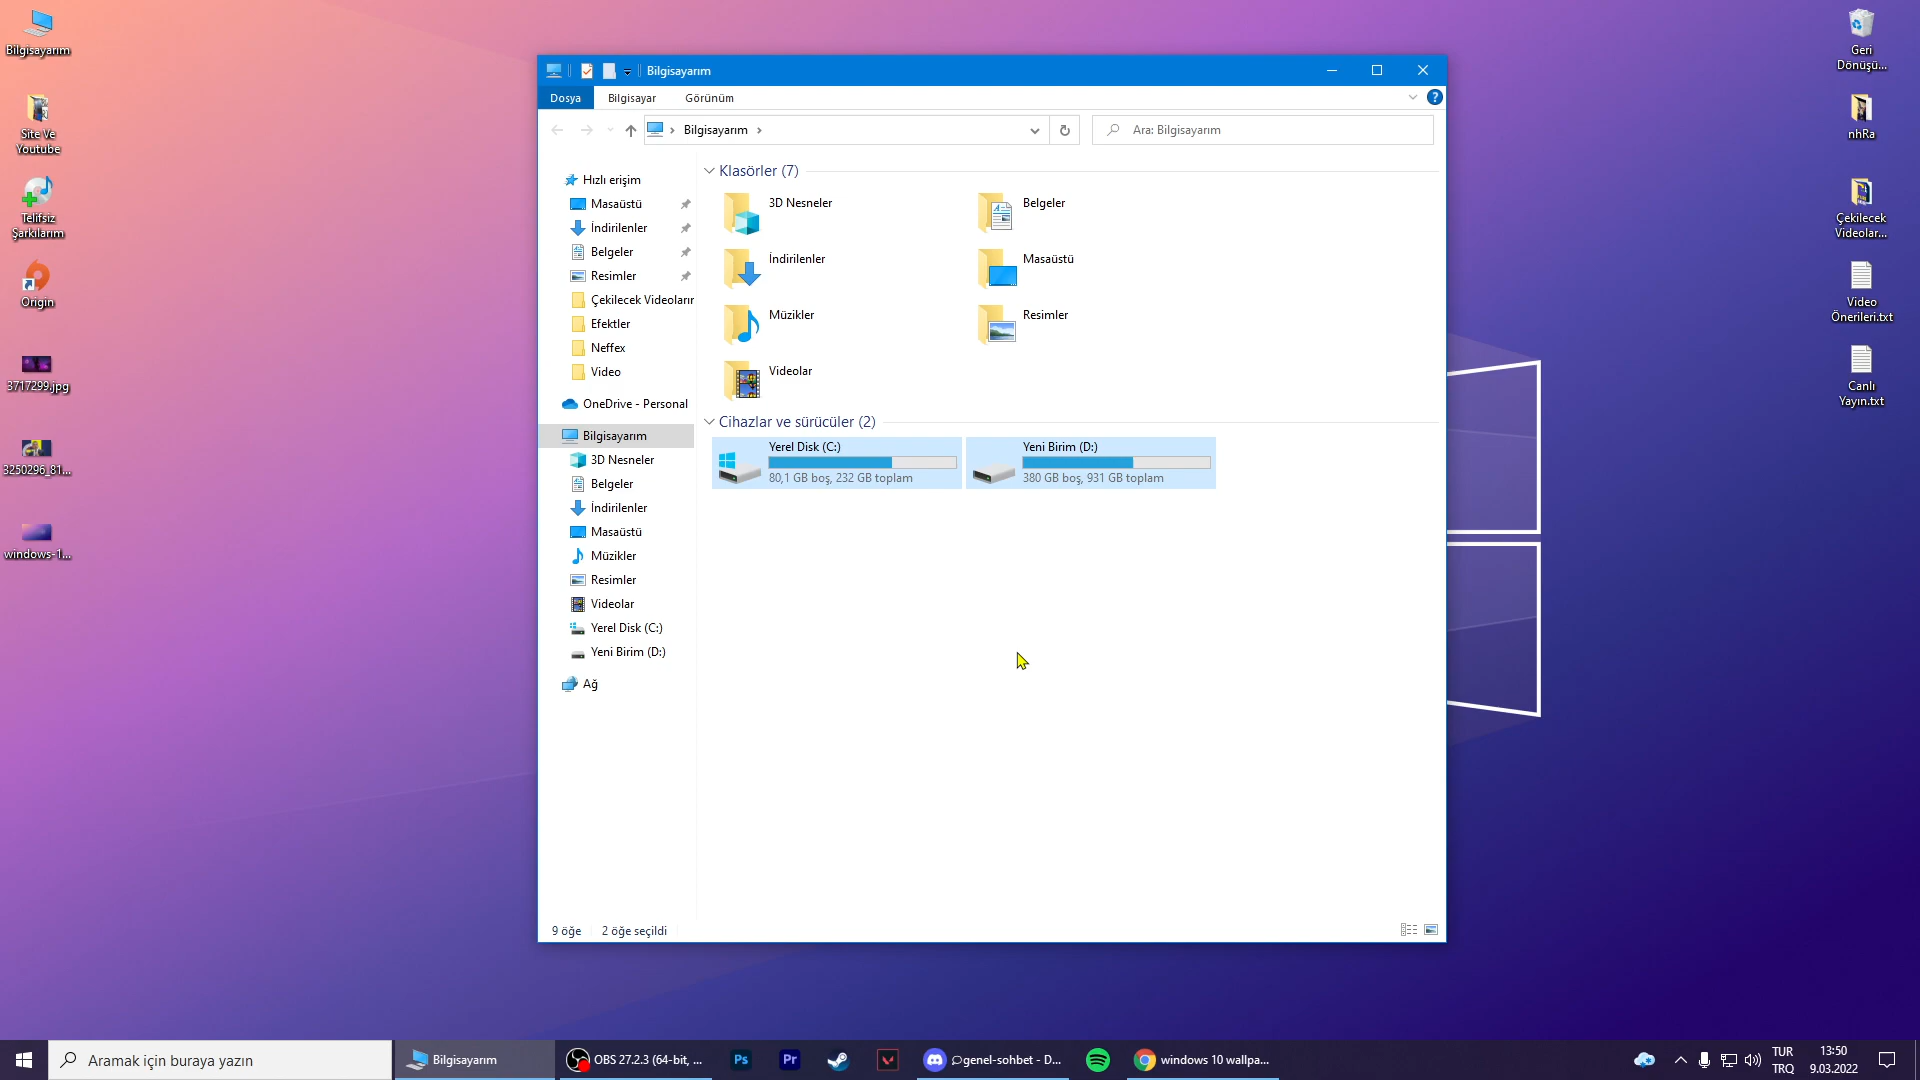 Bilgisayarım
Site Ve
Youtube
Telifsiz
Şarkılarım
Origin
3717299.jpg
3250296_81...
windows-1...
Bilgisayarım
Dosya
Bilgisayar
Görünüm
Bilgisayarım
Ara: Bilgisayarım
Hızlı erişim
Masaüstü
İndirilenler
Belgeler
Resimler
Çekilecek Videoların
Efektler
Neffex
Video
OneDrive - Personal
Bilgisayarım
3D Nesneler
Belgeler
İndirilenler
Masaüstü
Müzikler
Resimler
Videolar
Yerel Disk (C:)
Yeni Birim (D:)
Ağ
Klasörler (7)
3D Nesneler
Belgeler
İndirilenler
Masaüstü
Müzikler
Resimler
Videolar
Cihazlar ve sürücüler (2)
Yerel Disk (C:)
80,1 GB boş, 232 GB toplam
Yeni Birim (D:)
380 GB boş, 931 GB toplam
9 öğe
2 öğe seçildi
Geri
Dönüşü...
nhRa
Çekilecek
Videolar...
Video
Önerileri.txt
Canlı
Yayın.txt
Aramak için buraya yazın
Bilgisayarım
OBS 27.2.3 (64-bit, ...
Ps
Pr
genel-sohbet - D...
windows 10 wallpa...
TUR
TRQ
13:50
9.03.2022